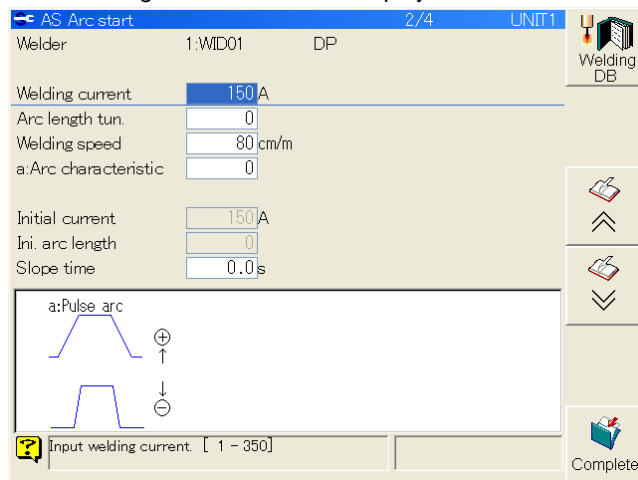 AS Arc start 2/4 UNIT1
Welder 1:WID01 DP
Welding DB
Welding current 150 A
Arc length tun. 0
Welding speed 80 cm/m
a:Arc characteristic 0
Initial current 150 A
Ini. arc length 0
Slope time 0.0 s
a:Pulse arc
Input welding current. [ 1 - 350]
Complete